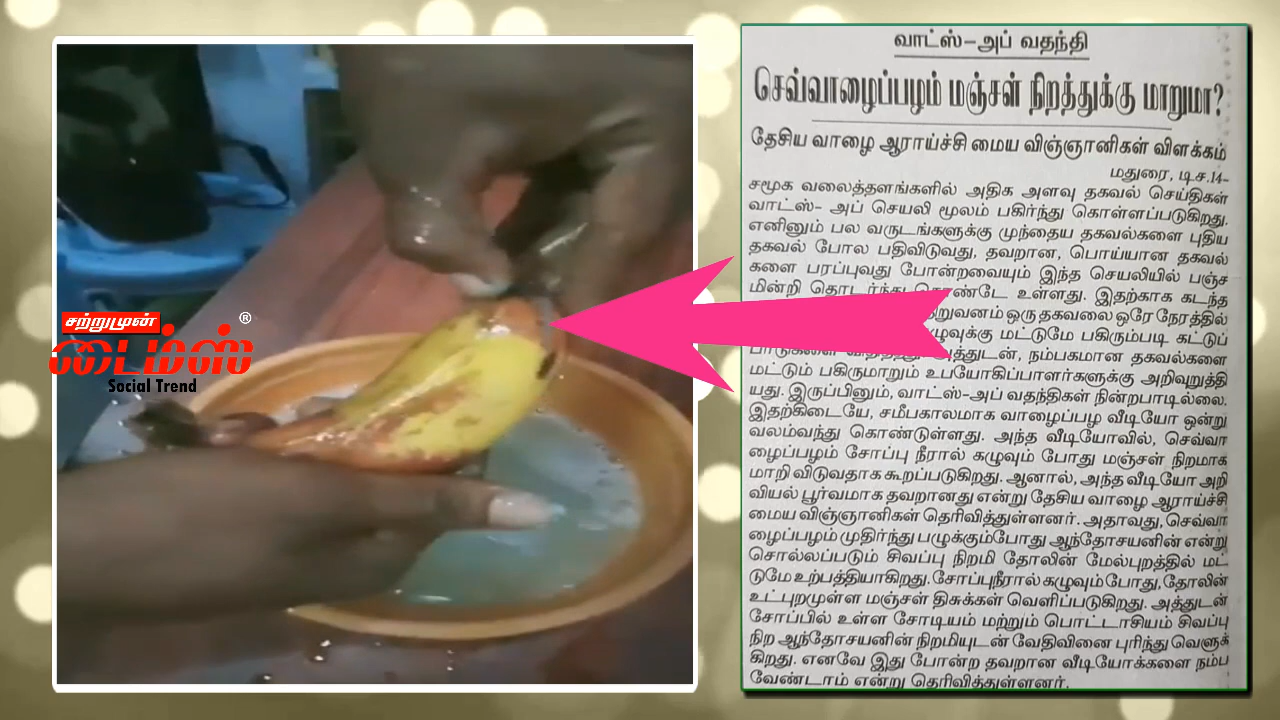 சற்றுமுன்
டைம்ஸ்
®
Social Trend
வாட்ஸ்-அப் வதந்தி
செவ்வாழைப்பழம் மஞ்சள் நிறத்துக்கு மாறுமா?
தேசிய வாழை ஆராய்ச்சி மைய விஞ்ஞானிகள் விளக்கம்
மதுரை, டிச.14-
சமூக வலைத்தளங்களில் அதிக அளவு தகவல் செய்திகள்
வாட்ஸ்- அப் செயலி மூலம் பகிர்ந்து கொள்ளப்படுகிறது.
எனினும் பல வருடங்களுக்கு முந்தைய தகவல்களை புதிய
தகவல் போல பதிவிடுவது, தவறான, பொய்யான தகவல்
களை பரப்புவது போன்றவையும் இந்த செயலியில் பஞ்ச
மின்றி தொடர்ந்து கொண்டே உள்ளது. இதற்காக கடந்த
ஒரு தகவலை ஒரே நேரத்தில்
மட்டுமே பகிரும்படி கட்டுப்
அத்துடன், நம்பகமான தகவல்களை
மட்டும் பகிருமாறும் உபயோகிப்பாளர்களுக்கு அறிவுறுத்தி
யது. இருப்பினும், வாட்ஸ்-அப் வதந்திகள் நின்றபாடில்லை.
இதற்கிடையே, சமீபகாலமாக வாழைப்பழ வீடியோ ஒன்று
வலம்வந்து கொண்டுள்ளது. அந்த வீடியோவில், செவ்வா
ழைப்பழம் சோப்பு நீரால் கழுவும் போது மஞ்சள் நிறமாக
மாறி விடுவதாக கூறப்படுகிறது. ஆனால், அந்த வீடியோ அறி
வியல் பூர்வமாக தவறானது என்று தேசிய வாழை ஆராய்ச்சி
மைய விஞ்ஞானிகள் தெரிவித்துள்ளனர். அதாவது, செவ்வா
ழைப்பழம் முதிர்ந்து பழுக்கும்போது ஆந்தோசயனின் என்று
சொல்லப்படும் சிவப்பு நிறமி தோலின் மேல்புறத்தில் மட்
டுமே உற்பத்தியாகிறது. சோப்புநீரால் கழுவும்போது, தோலின்
உட்புறமுள்ள மஞ்சள் திசுக்கள் வெளிப்படுகிறது. அத்துடன்
சோப்பில் உள்ள சோடியம் மற்றும் பொட்டாசியம் சிவப்பு
நிற ஆந்தோசயனின் நிறமியுடன் வேதிவினை புரிந்து வெளுக்
கிறது. எனவே இது போன்ற தவறான வீடியோக்களை நம்ப
வேண்டாம் என்று தெரிவித்துள்ளனர்.